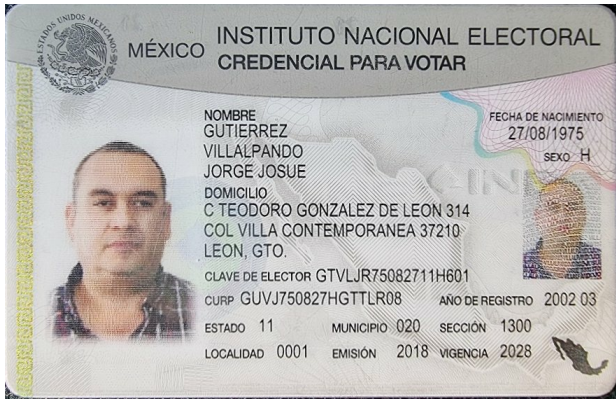 ESTADOS UNIDOS MEXICANOS
MÉXICO INSTITUTO NACIONAL ELECTORAL
CREDENCIAL PARA VOTAR
NOMBRE
GUTIERREZ
VILLALPANDO
JORGE JOSUE
FECHA DE NACIMIENTO
27/08/1975
SEXO H
DOMICILIO
C TEODORO GONZALEZ DE LEON 314
COL VILLA CONTEMPORANEA 37210
LEON, GTO.
CLAVE DE ELECTOR GTVLJR75082711H601
CURP GUVJ750827HGTTLR08 AÑO DE REGISTRO 2002 03
ESTADO 11 MUNICIPIO 020 SECCIÓN 1300
LOCALIDAD 0001 EMISIÓN 2018 VIGENCIA 2028